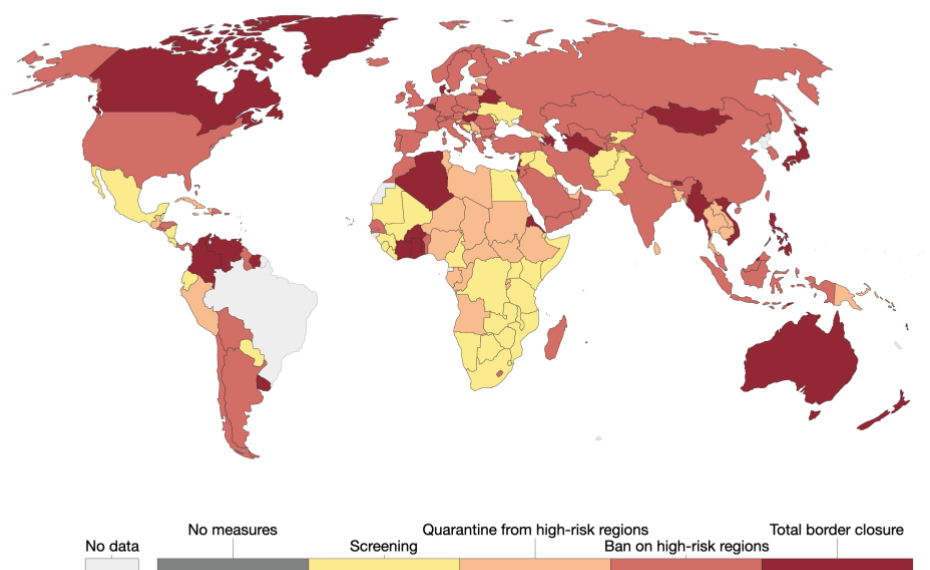 No measures
Quarantine from high-risk regions
Total border closure
No data
Screening
Ban on high-risk regions